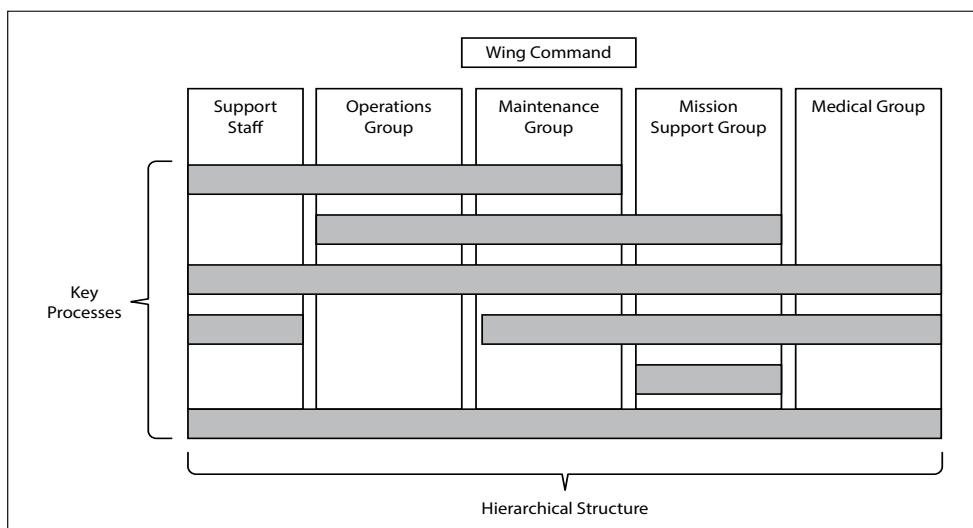 Wing Command
Support
Staff
Operations
Group
Maintenance
Group
Mission
Support Group
Medical Group
Key
Processes
Hierarchical Structure